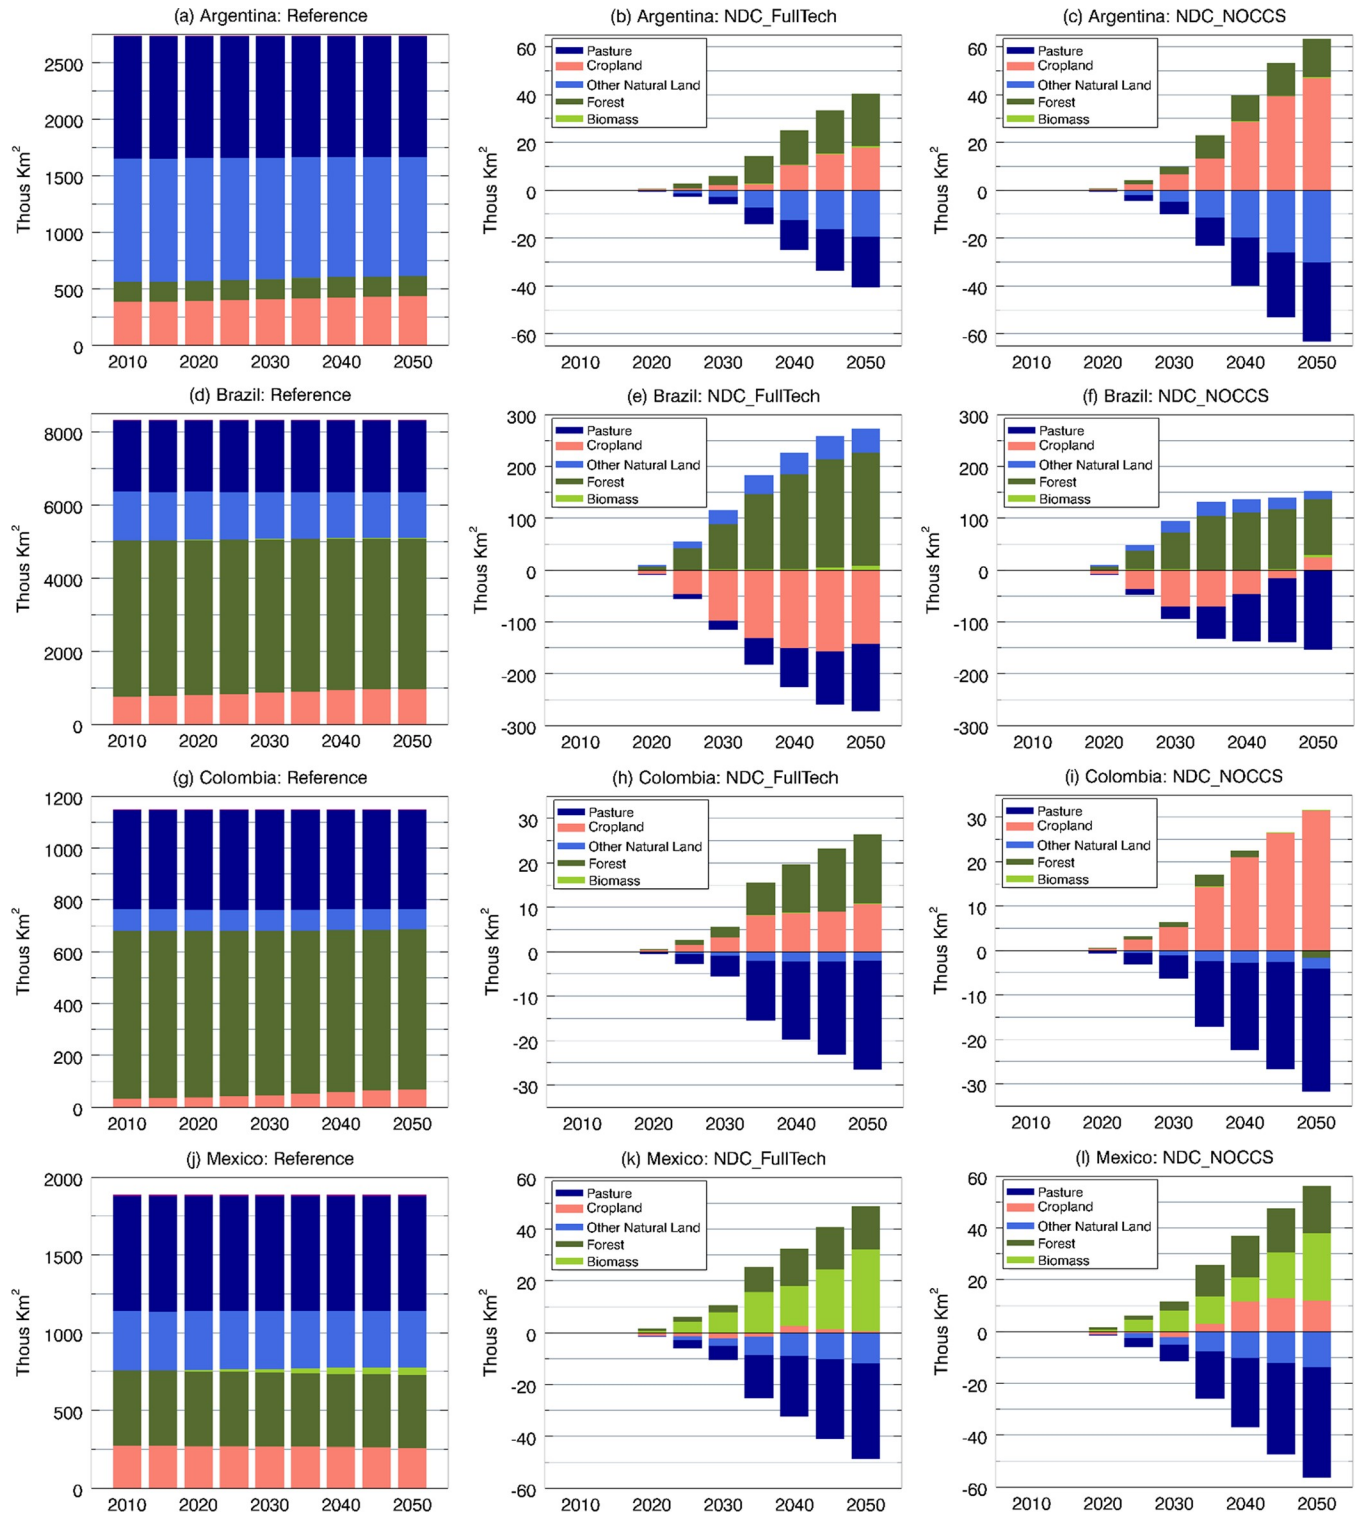 (a) Argentina: Reference
Thous Km²
2500
2000
1500
1000
500
0
2010 2020 2030 2040 2050
(b) Argentina: NDC_FullTech
Thous Km²
60
40
20
0
-20
-40
-60
Pasture
Cropland
Other Natural Land
Forest
Biomass
2010 2020 2030 2040 2050
(c) Argentina: NDC_NOCCS
Thous Km²
60
40
20
0
-20
-40
-60
Pasture
Cropland
Other Natural Land
Forest
Biomass
2010 2020 2030 2040 2050
(d) Brazil: Reference
Thous Km²
8000
6000
4000
2000
0
2010 2020 2030 2040 2050
(e) Brazil: NDC_FullTech
Thous Km²
300
200
100
0
-100
-200
-300
Pasture
Cropland
Other Natural Land
Forest
Biomass
2010 2020 2030 2040 2050
(f) Brazil: NDC_NOCCS
Thous Km²
300
200
100
0
-100
-200
-300
Pasture
Cropland
Other Natural Land
Forest
Biomass
2010 2020 2030 2040 2050
(g) Colombia: Reference
Thous Km²
1200
1000
800
600
400
200
0
2010 2020 2030 2040 2050
(h) Colombia: NDC_FullTech
Thous Km²
30
20
10
0
-10
-20
-30
Pasture
Cropland
Other Natural Land
Forest
Biomass
2010 2020 2030 2040 2050
(i) Colombia: NDC_NOCCS
Thous Km²
30
20
10
0
-10
-20
-30
Pasture
Cropland
Other Natural Land
Forest
Biomass
2010 2020 2030 2040 2050
(j) Mexico: Reference
Thous Km²
2000
1500
1000
500
0
2010 2020 2030 2040 2050
(k) Mexico: NDC_FullTech
Thous Km²
60
40
20
0
-20
-40
-60
Pasture
Cropland
Other Natural Land
Forest
Biomass
2010 2020 2030 2040 2050
(l) Mexico: NDC_NOCCS
Thous Km²
60
40
20
0
-20
-40
-60
Pasture
Cropland
Other Natural Land
Forest
Biomass
2010 2020 2030 2040 2050